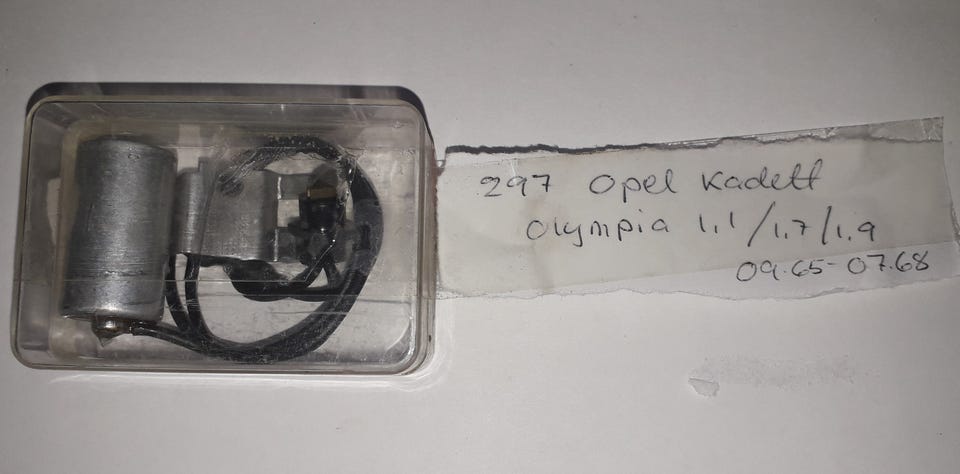 297 Opel Kadett
Olympia 1,1/1,7/1,9
09.65-07.68